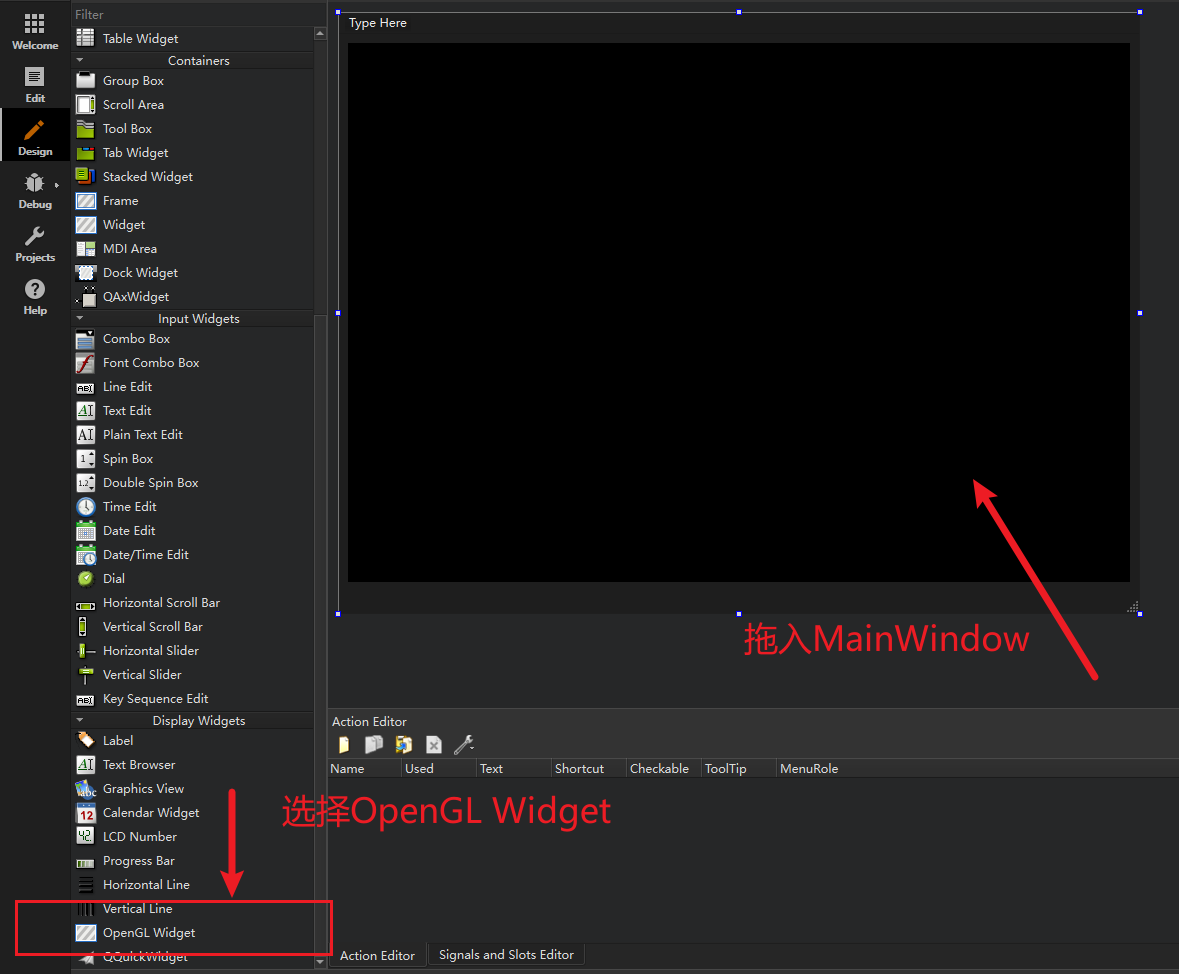 Welcome
Edit
Design
Debug
Projects
Help
Filter
Table Widget
Containers
Group Box
Scroll Area
Tool Box
Tab Widget
Stacked Widget
Frame
Widget
MDI Area
Dock Widget
QAxWidget
Input Widgets
Combo Box
Font Combo Box
Line Edit
Text Edit
Plain Text Edit
Spin Box
Double Spin Box
Time Edit
Date Edit
Date/Time Edit
Dial
Horizontal Scroll Bar
Vertical Scroll Bar
Horizontal Slider
Vertical Slider
Key Sequence Edit
Display Widgets
Label
Text Browser
Graphics View
Calendar Widget
LCD Number
Progress Bar
Horizontal Line
Vertical Line
OpenGL Widget
QQuickWidget
Type Here
拖入MainWindow
Action Editor
Name Used Text Shortcut Checkable ToolTip MenuRole
选择OpenGL Widget
Action Editor Signals and Slots Editor